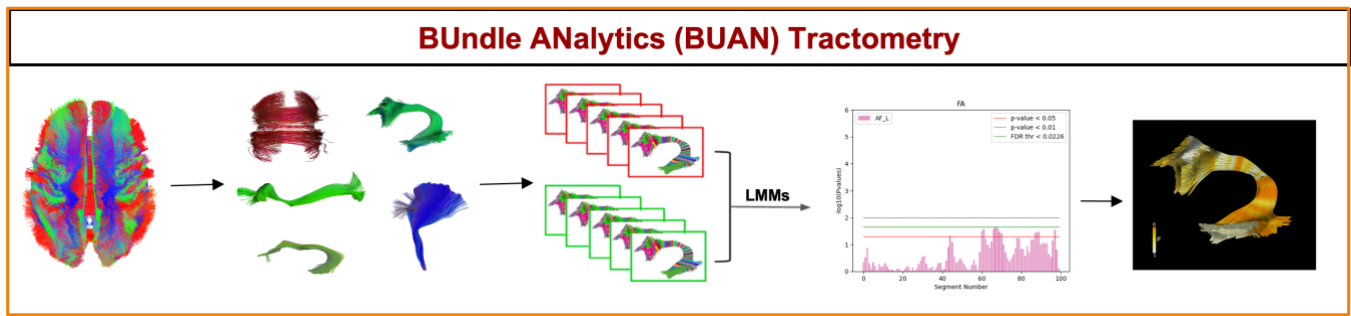 BUndle ANalytics (BUAN) Tractometry
LMMs
FA
AF_L
p-value < 0.05
p-value < 0.01
FDR thr < 0.0226
-log10(Pvalues)
6
5
4
3
2
1
0
0 20 40 60 80 100
Segment Number